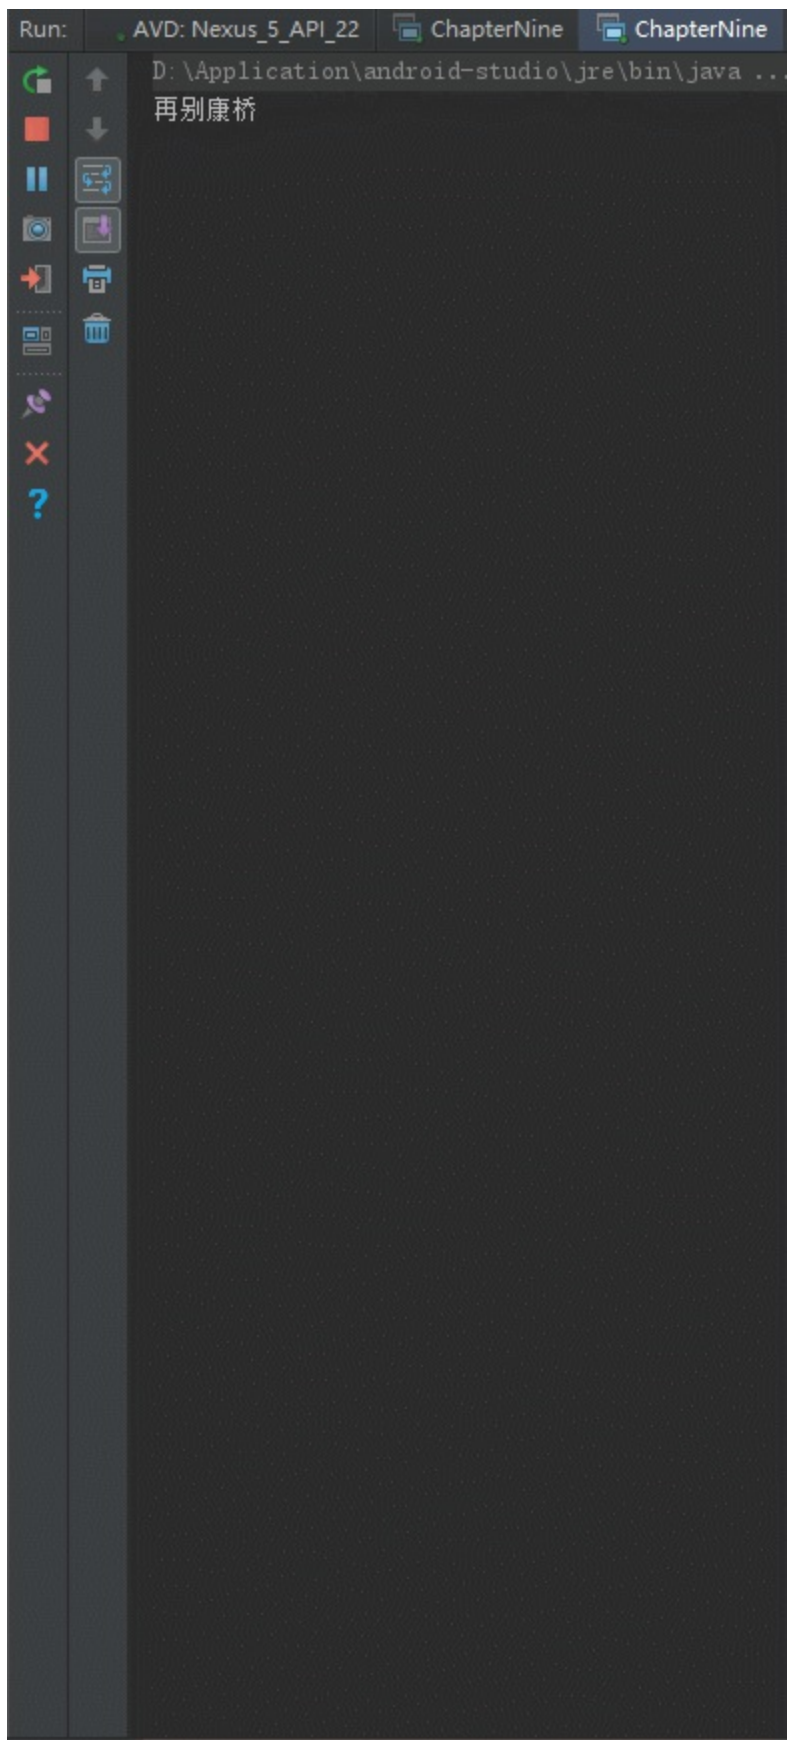 Run: AVD: Nexus_5_API_22 ChapterNine ChapterNine
D:\Application\android-studio\jre\bin\java ...
再别康桥